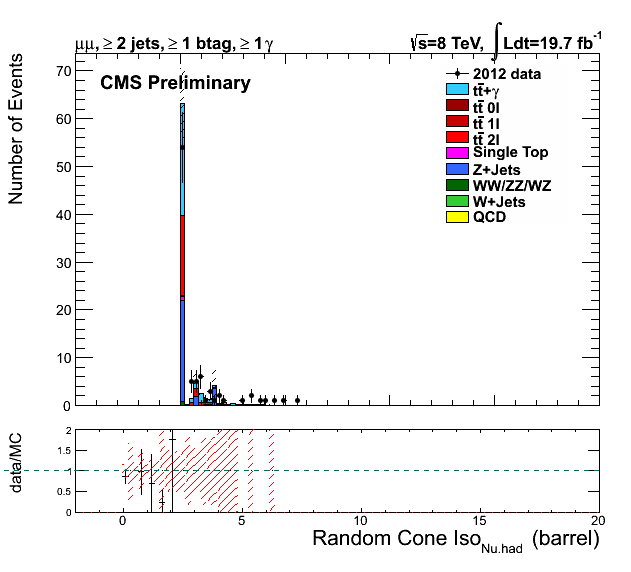 μμ, ≥ 2 jets, ≥ 1 btag, ≥ 1 γ
√s=8 TeV, ∫ Ldt=19.7 fb⁻¹
CMS Preliminary
2012 data
tt̄+γ
tt̄ 0l
tt̄ 1l
tt̄ 2l
Single Top
Z+Jets
WW/ZZ/WZ
W+Jets
QCD
Number of Events
70
60
50
40
30
20
10
0
data/MC
2
1.5
1
0.5
0
0 5 10 15 20
Random Cone Iso_Nu.had (barrel)